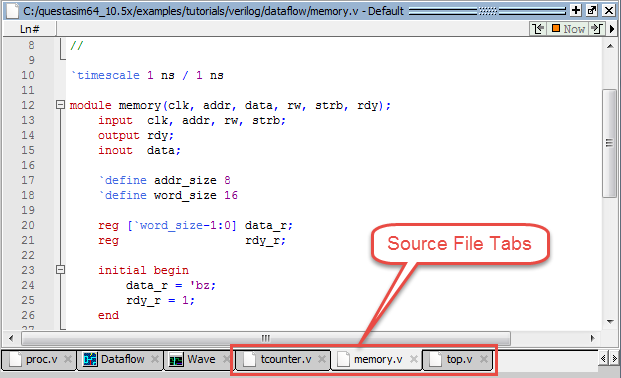 C:/questasim64_10.5x/examples/tutorials/verilog/dataflow/memory.v - Default
Ln#
Now
8 //
9
10 `timescale 1 ns / 1 ns
11
12 module memory(clk, addr, data, rw, strb, rdy);
13 input clk, addr, rw, strb;
14 output rdy;
15 inout data;
16
17 `define addr_size 8
18 `define word_size 16
19
20 reg [`word_size-1:0] data_r;
21 reg rdy_r;
22
23 initial begin
24 data_r = 'bz;
25 rdy_r = 1;
26 end
27
Source File Tabs
proc.v Dataflow Wave tcounter.v memory.v top.v